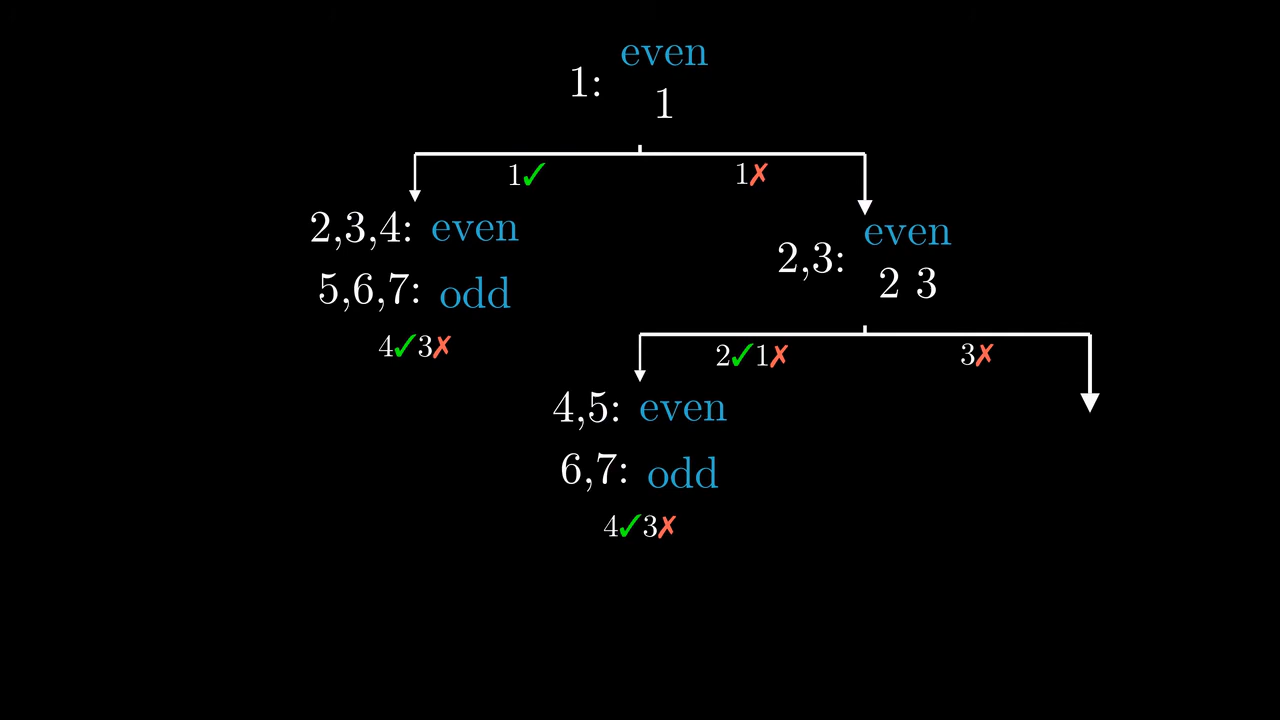 even
1:
1
1✓
1✗
2,3,4: even
even
2,3:
2 3
5,6,7: odd
4✓3✗
2✓1✗
3✗
4,5: even
6,7: odd
4✓3✗